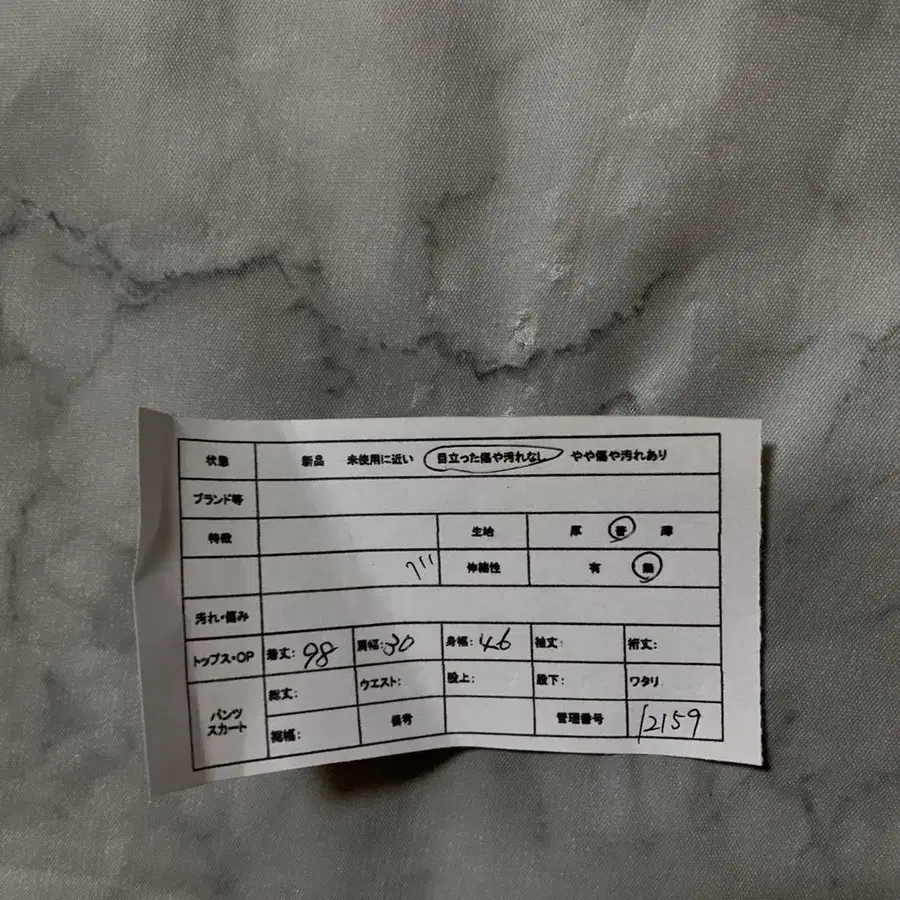 状態 新品 未使用に近い 目立った傷や汚れなし やや傷や汚れあり
ブランド等
特徴 生地 厚 普 薄
伸縮性 有 無
汚れ・傷み
トップス・OP 着丈: 98 肩幅: 30 身幅: 46 袖丈: 裄丈:
パンツ スカート 総丈: ウエスト: 股上: 股下: ワタリ
裾幅: 備考 管理番号 12159